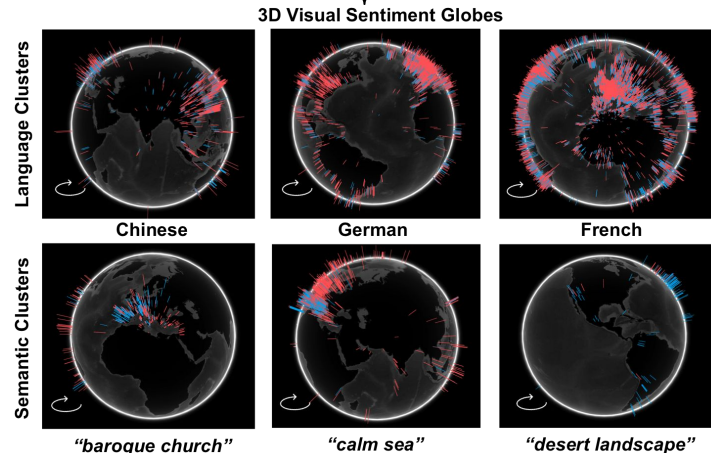 3D Visual Sentiment Globes
Language Clusters
Chinese
German
French
Semantic Clusters
"baroque church"
"calm sea"
"desert landscape"